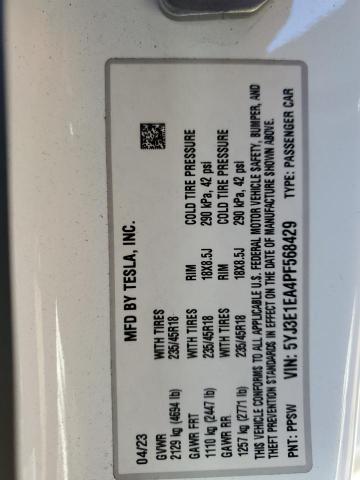 MFD BY TESLA, INC.
04/23
GVWR WITH TIRES RIM COLD TIRE PRESSURE
2129 kg (4694 lb) 235/45R18 18X8.5J 290 kPa, 42 psi
GAWR FRT WITH TIRES RIM COLD TIRE PRESSURE
1110 kg (2447 lb) 235/45R18 18X8.5J 290 kPa, 42 psi
GAWR RR
1257 kg (2771 lb) 235/45R18
THIS VEHICLE CONFORMS TO ALL APPLICABLE U.S. FEDERAL MOTOR VEHICLE SAFETY, BUMPER, AND
THEFT PREVENTION STANDARDS IN EFFECT ON THE DATE OF MANUFACTURE SHOWN ABOVE.
PNT: PPSW VIN: 5YJ3E1EA4PF568429 TYPE: PASSENGER CAR